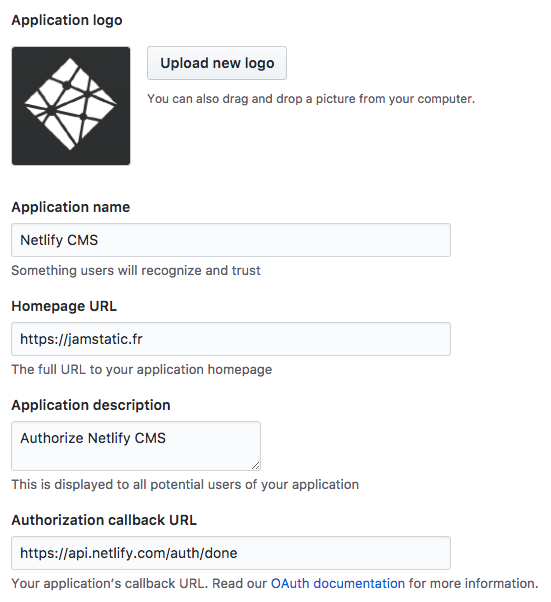 Application logo
Upload new logo
You can also drag and drop a picture from your computer.
Application name
Netlify CMS
Something users will recognize and trust
Homepage URL
https://jamstatic.fr
The full URL to your application homepage
Application description
Authorize Netlify CMS
This is displayed to all potential users of your application
Authorization callback URL
https://api.netlify.com/auth/done
Your application’s callback URL. Read our OAuth documentation for more information.